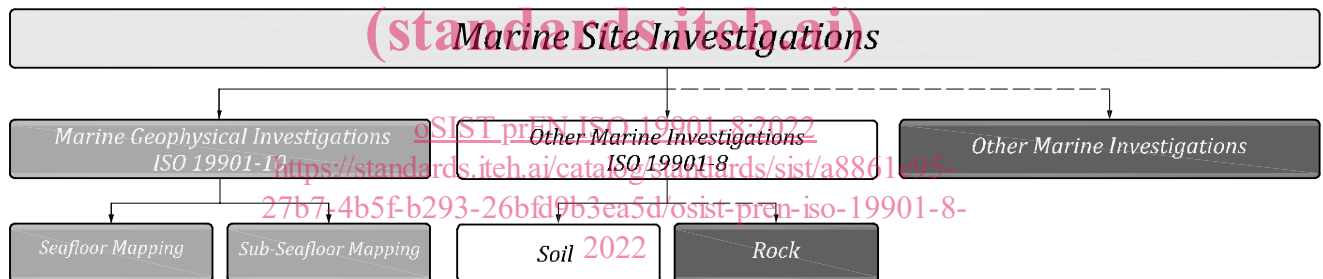 (standards.iteh.ai)
Marine Site Investigations
Marine Geophysical Investigations
ISO 19901-10
oSIST prEN ISO 19901-8:2022
Other Marine Investigations
ISO 19901-8
Other Marine Investigations
https://standards.iteh.ai/catalog/standards/sist/a8861e95-
27b7-4b5f-b293-26bfd9b3ea5d/osist-pren-iso-19901-8-
2022
Seafloor Mapping
Sub-Seafloor Mapping
Soil
Rock